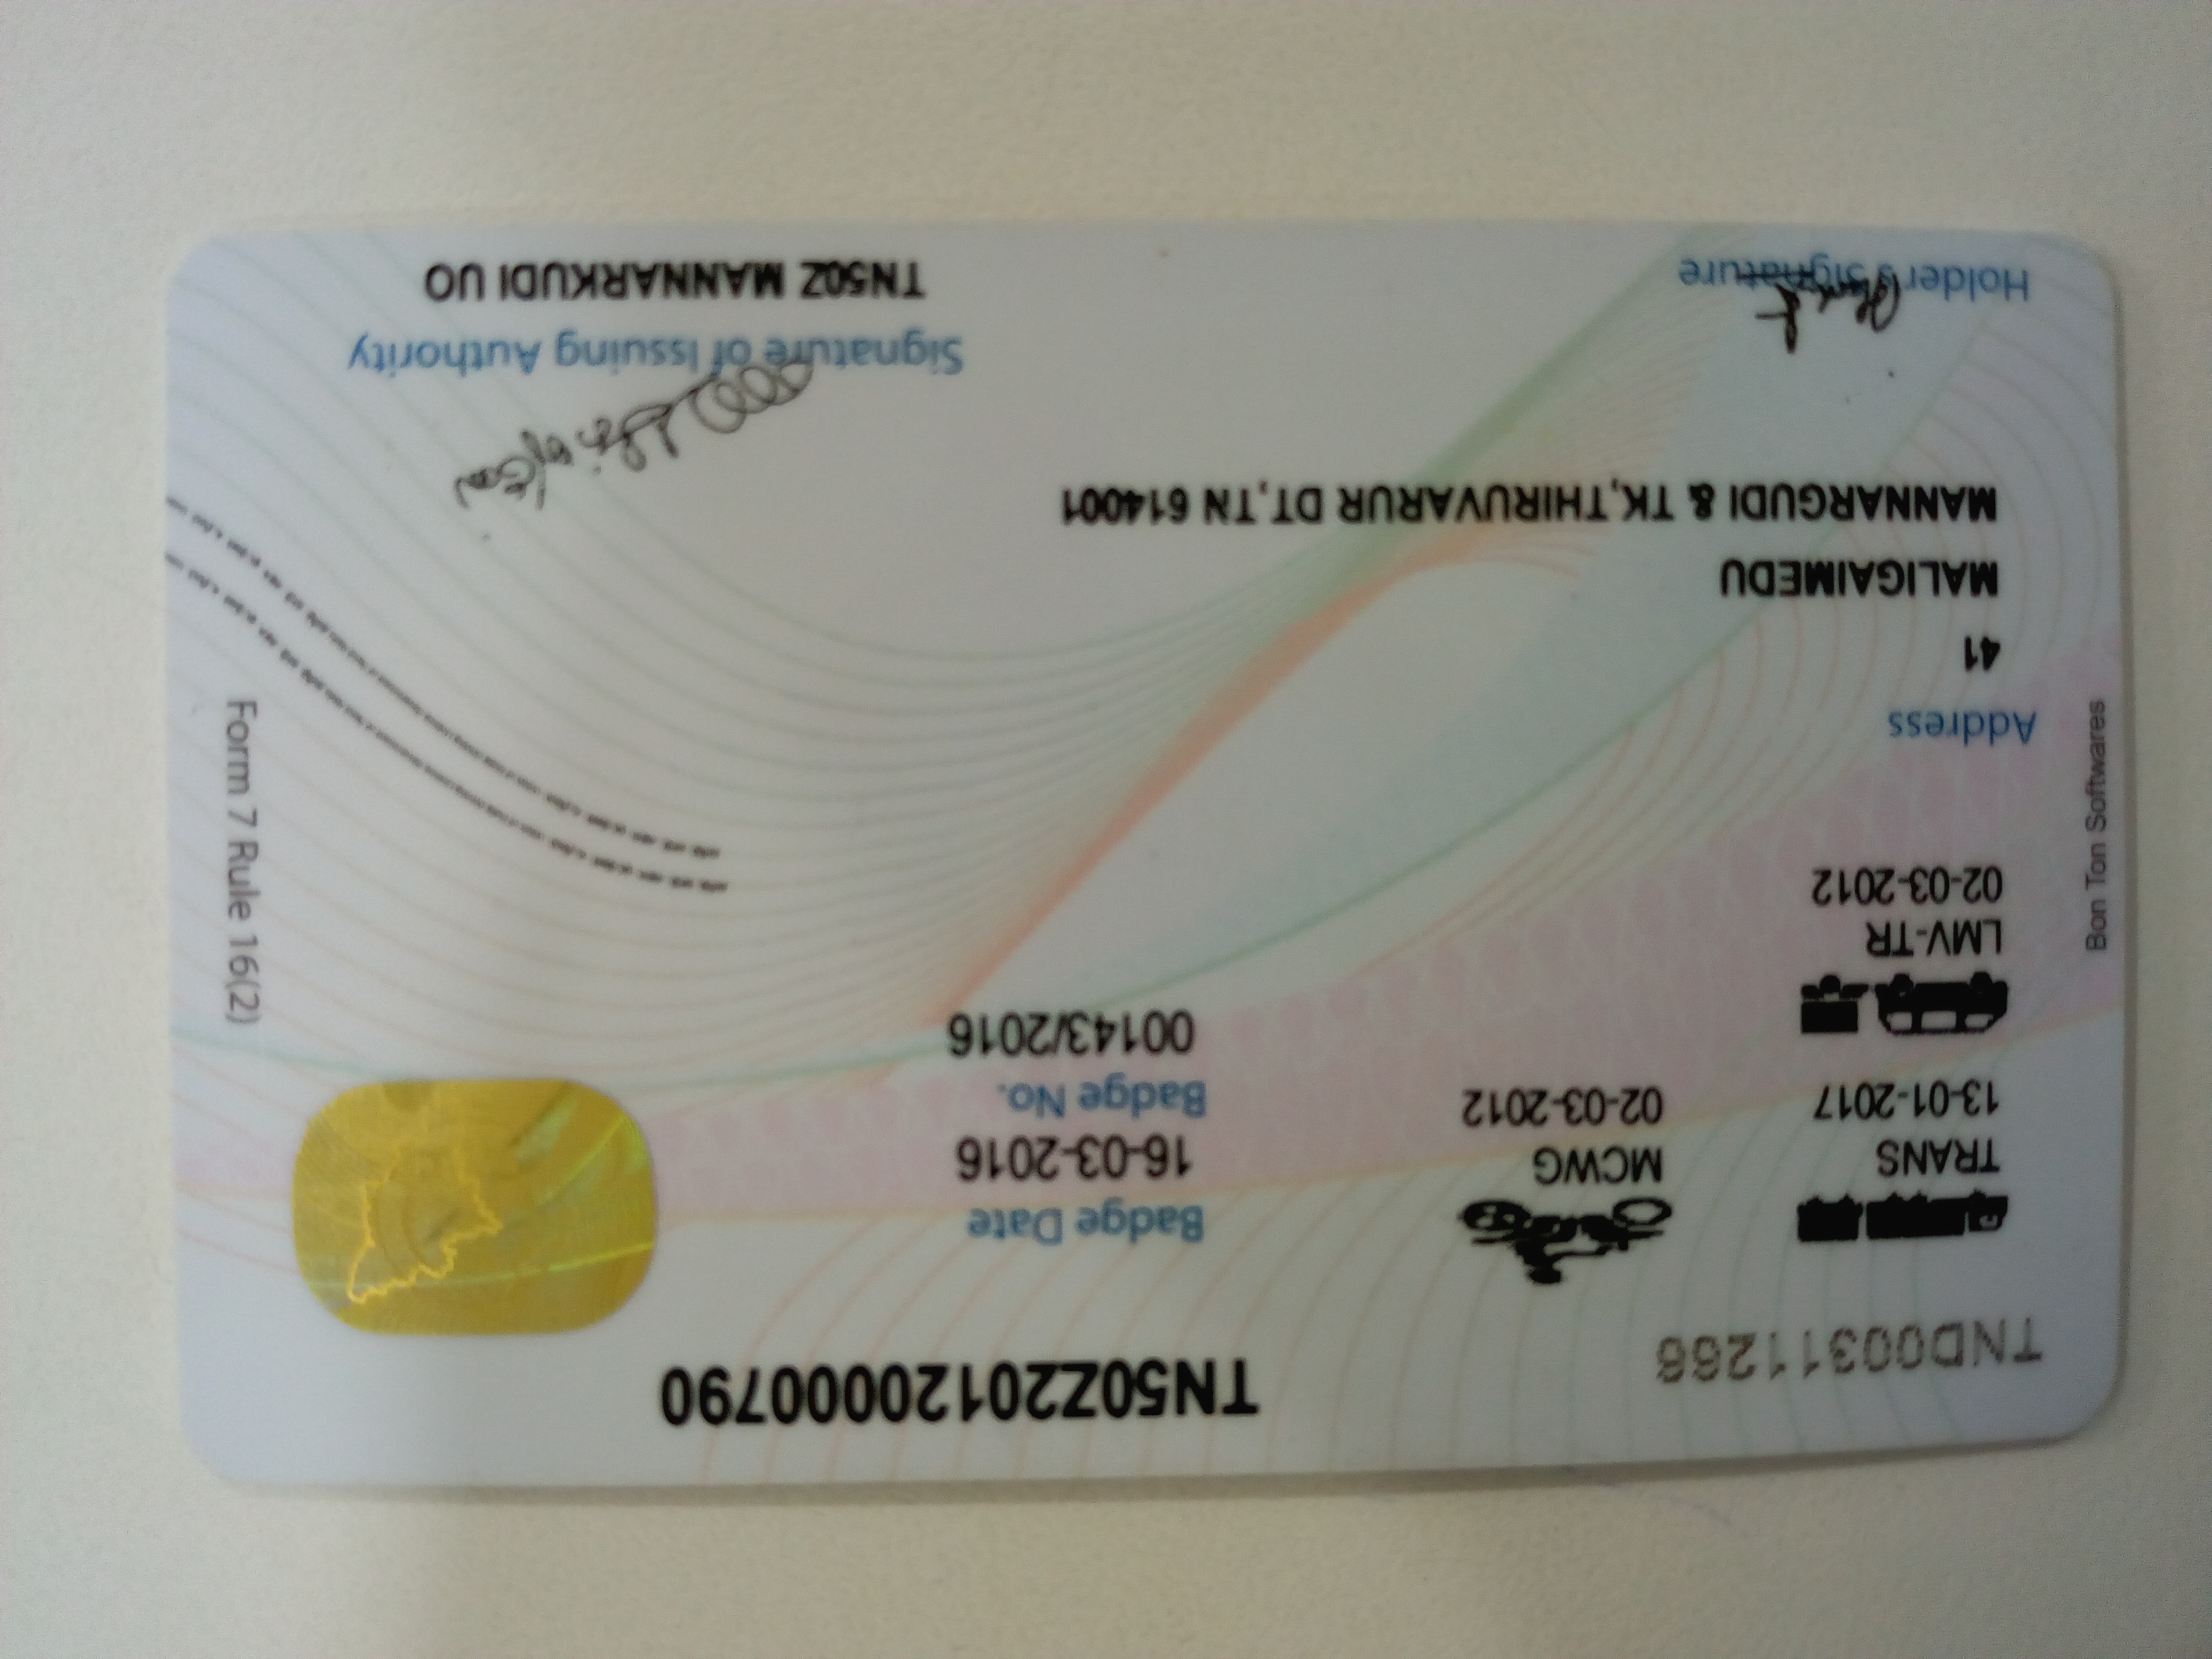 TND00311266
TN50Z20120000790
TRANS
13-01-2017
MCWG
02-03-2012
Badge Date
16-03-2016
Badge No.
00143/2016
LMV-TR
02-03-2012
Address
41
MALIGAIMEDU
MANNARGUDI & TK,THIRUVARUR DT,TN 614001
Holder's Signature
Signature of Issuing Authority
TN50Z MANNARKUDI UO
Form 7 Rule 16(2)
Bon Ton Softwares